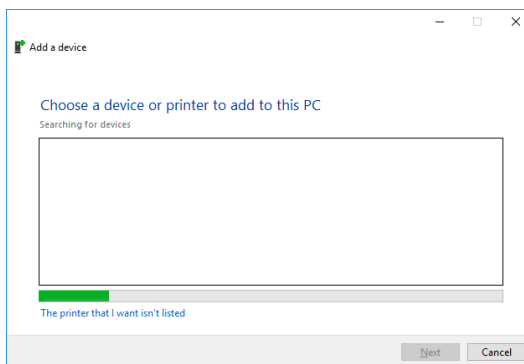 Add a device
Choose a device or printer to add to this PC
Searching for devices
The printer that I want isn't listed
Next
Cancel